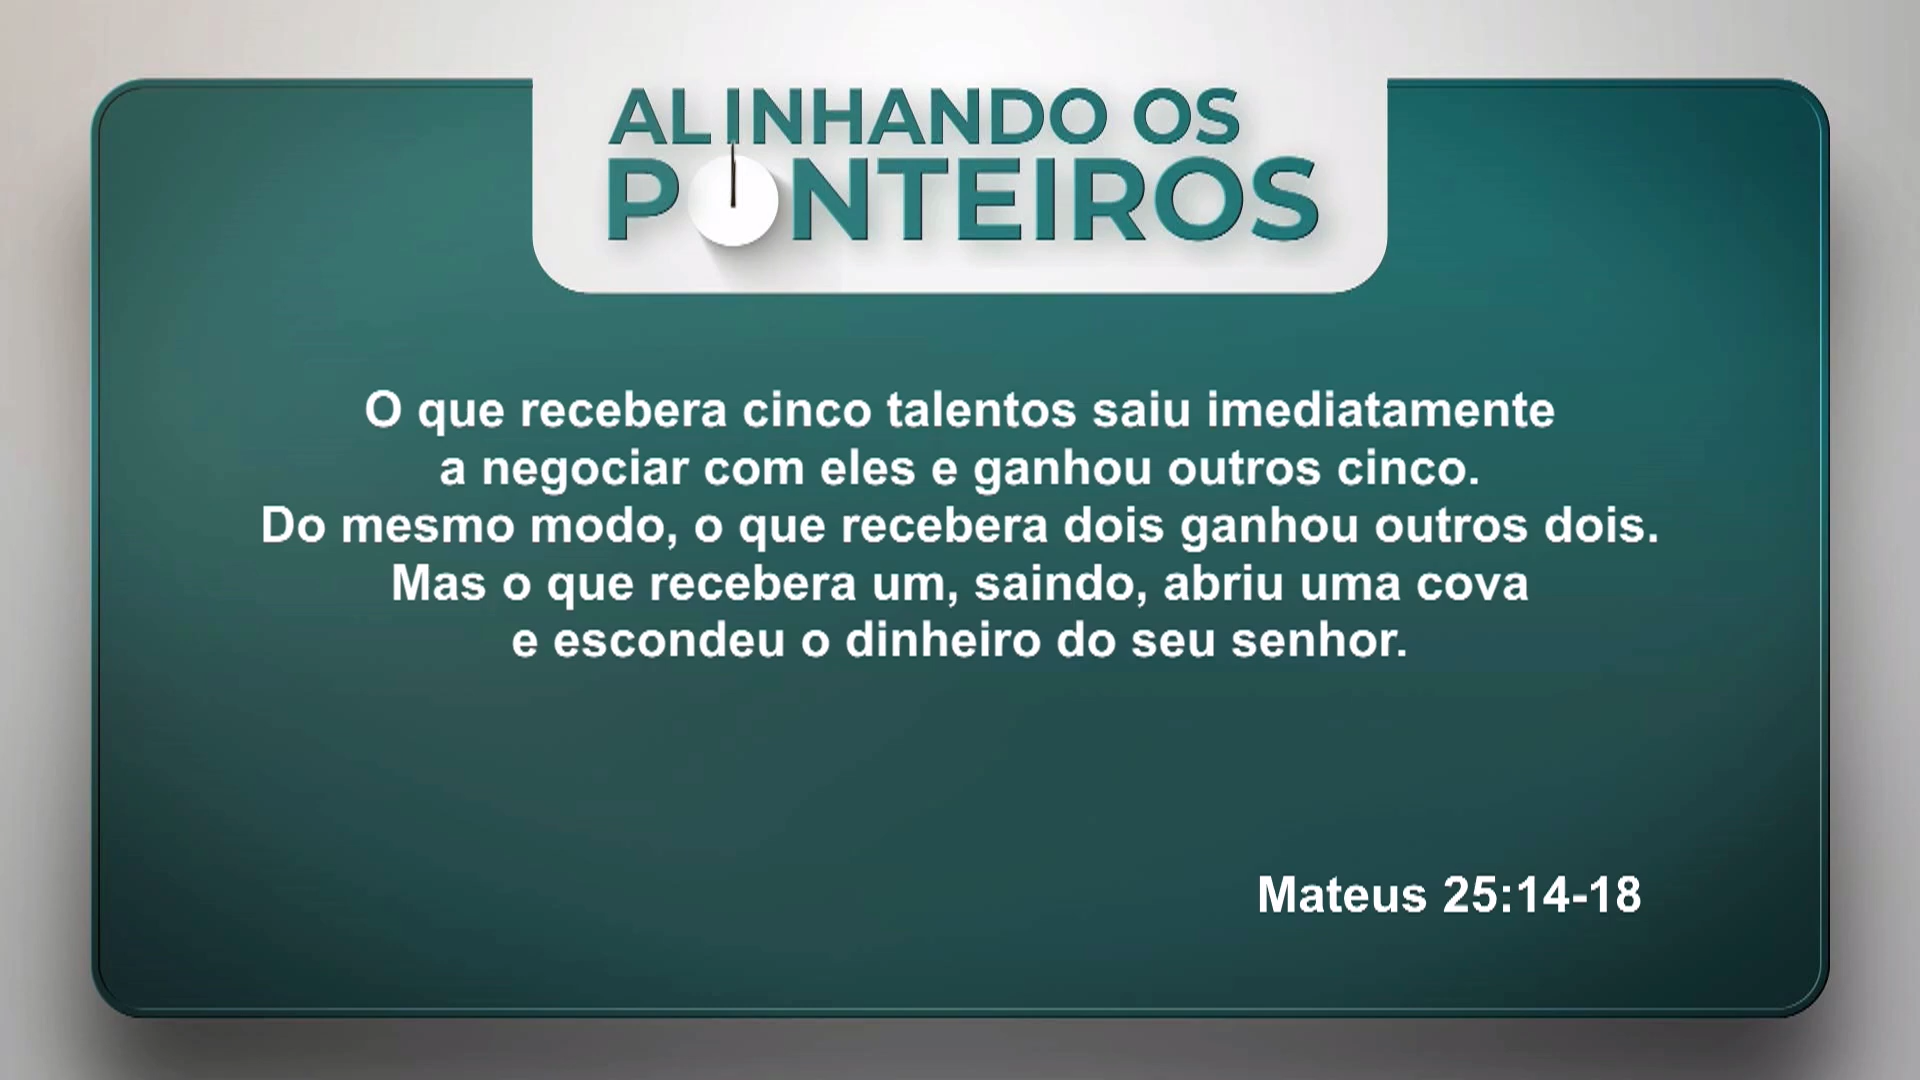 ALINHANDO OS
PONTEIROS
O que recebera cinco talentos saiu imediatamente
a negociar com eles e ganhou outros cinco.
Do mesmo modo, o que recebera dois ganhou outros dois.
Mas o que recebera um, saindo, abriu uma cova
e escondeu o dinheiro do seu senhor.
Mateus 25:14-18